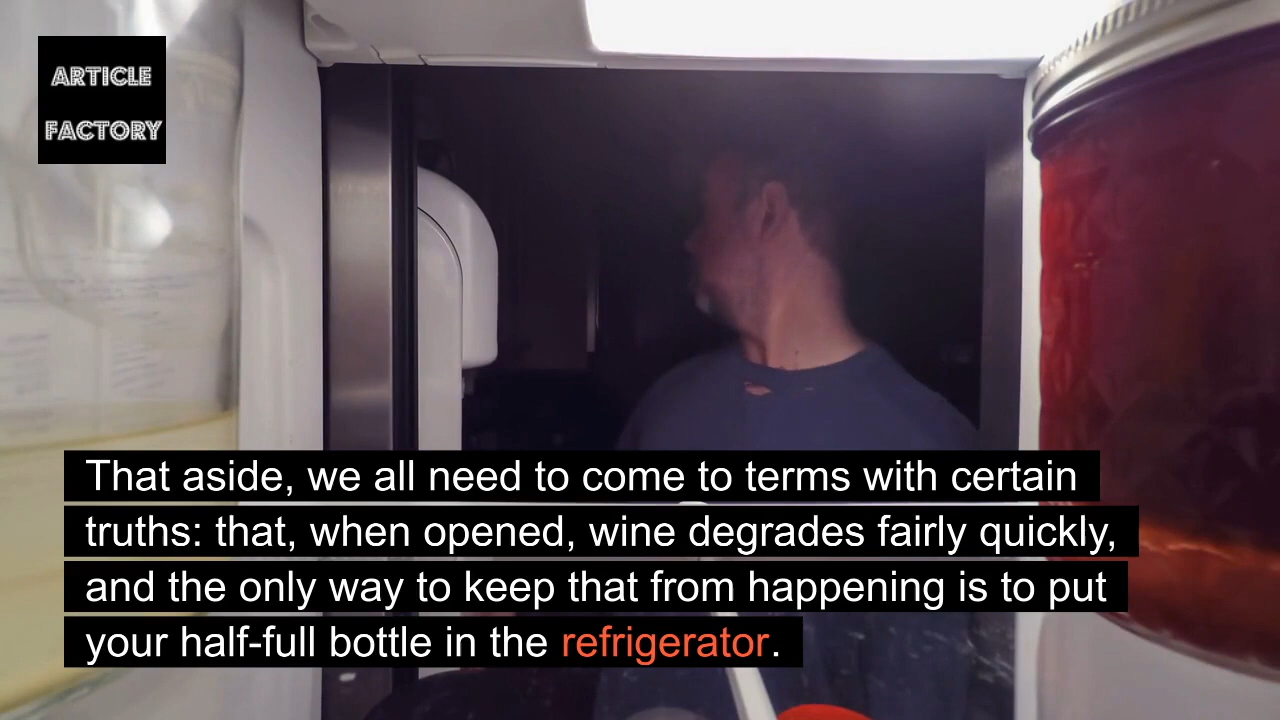 ARTICLE
FACTORY
That aside, we all need to come to terms with certain
truths: that, when opened, wine degrades fairly quickly,
and the only way to keep that from happening is to put
your half-full bottle in the refrigerator.